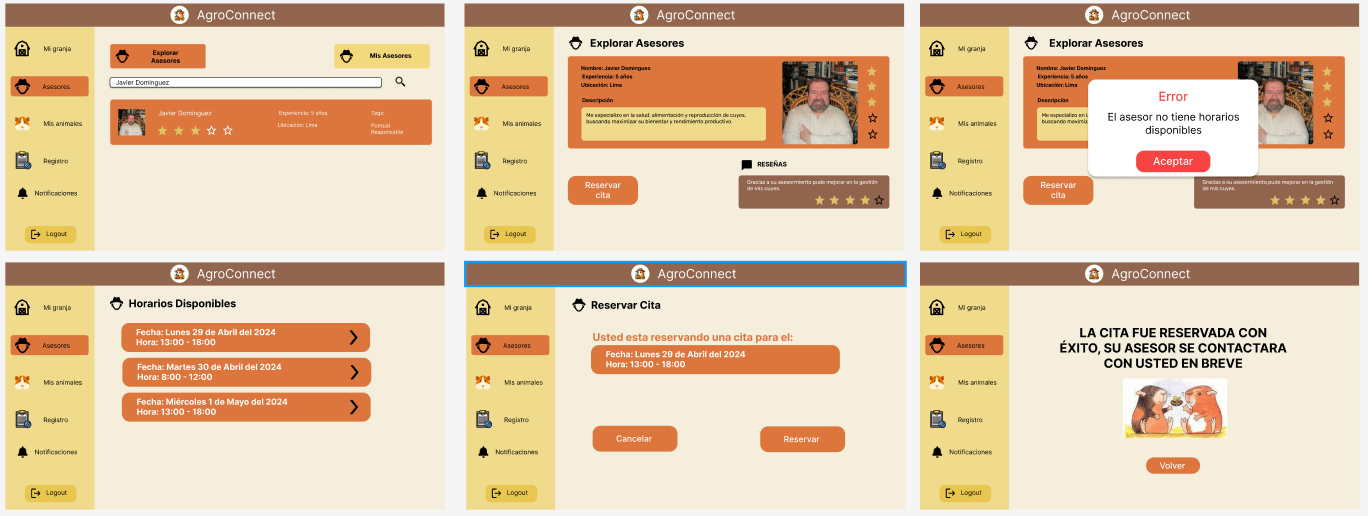 AgroConnect
Mi granja
Asesores
Mis animales
Registro
Notificaciones
Logout
Explorar
Asesores
Mis Asesores
Javier Dominguez
Javier Dominguez
Experiencia: 5 años
Ubicación: Lima
Tags:
Puntual
Responsable
AgroConnect
Mi granja
Asesores
Mis animales
Registro
Notificaciones
Logout
Explorar Asesores
Nombre: Javier Dominguez
Experiencia: 5 años
Ubicación: Lima
Descripción
Me especializo en la salud, alimentación y reproducción de cuyes,
buscando maximizar su bienestar y rendimiento productivo.
RESEÑAS
Gracias a su asesormiento pude mejorar en la gestión
de mis cuyes.
Reservar
cita
AgroConnect
Mi granja
Asesores
Mis animales
Registro
Notificaciones
Logout
Explorar Asesores
Nombre: Javier Dominguez
Experiencia: 5 años
Ubicación: Lima
Descripción
Me especializo en l
buscando maximiz
Error
El asesor no tiene horarios
disponibles
Aceptar
Gracias a su asesormiento pude mejorar en la gestión
de mis cuyes.
Reservar
cita
AgroConnect
Mi granja
Asesores
Mis animales
Registro
Notificaciones
Logout
Horarios Disponibles
Fecha: Lunes 29 de Abril del 2024
Hora: 13:00 - 18:00
Fecha: Martes 30 de Abril del 2024
Hora: 8:00 - 12:00
Fecha: Miércoles 1 de Mayo del 2024
Hora: 13:00 - 18:00
AgroConnect
Mi granja
Asesores
Mis animales
Registro
Notificaciones
Logout
Reservar Cita
Usted esta reservando una cita para el:
Fecha: Lunes 29 de Abril del 2024
Hora: 13:00 - 18:00
Cancelar
Reservar
AgroConnect
Mi granja
Asesores
Mis animales
Registro
Notificaciones
Logout
LA CITA FUE RESERVADA CON
ÉXITO, SU ASESOR SE CONTACTARA
CON USTED EN BREVE
Volver